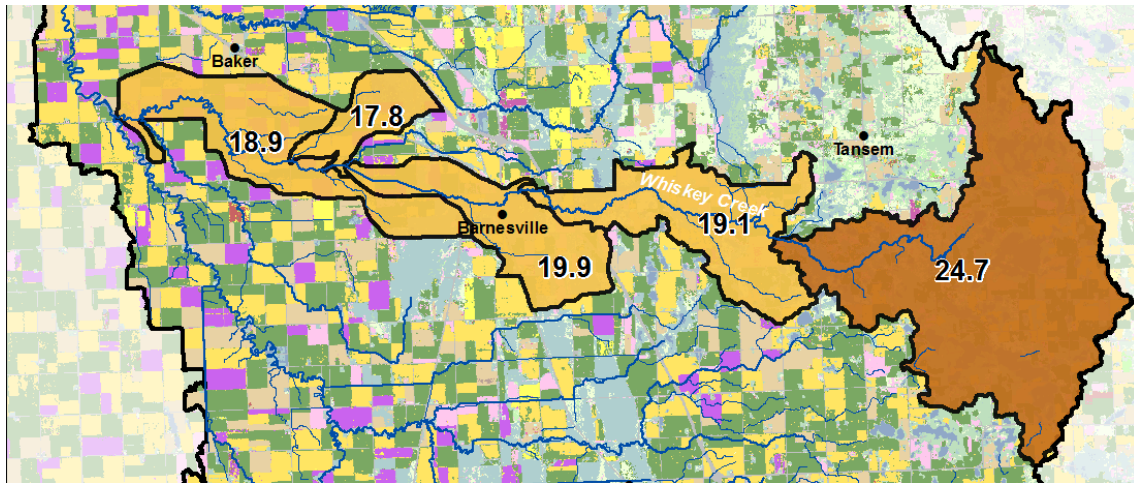 Baker
17.8
18.9
Tansem
Whiskey Creek
Barnesville
19.1
19.9
24.7